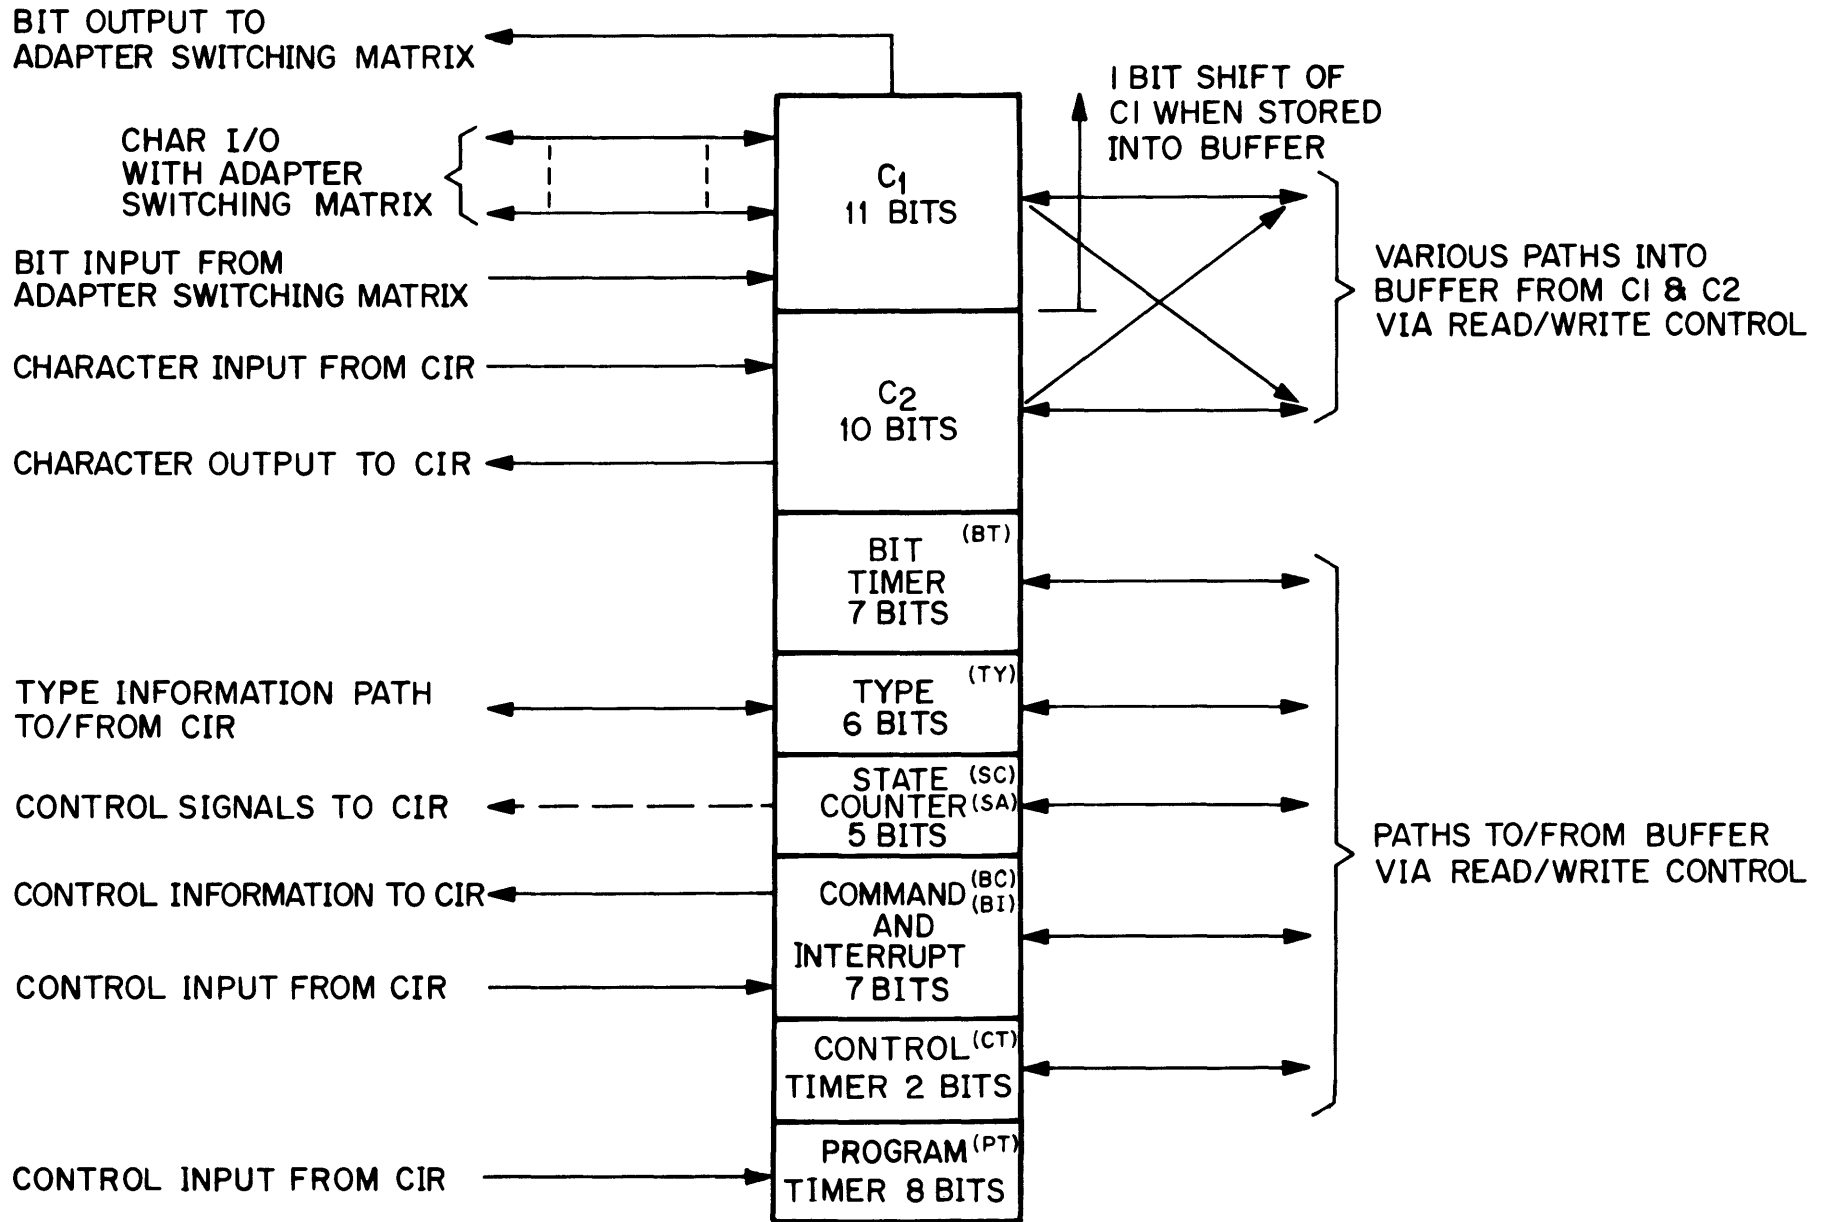 BIT OUTPUT TO
ADAPTER SWITCHING MATRIX
CHAR I/O
WITH ADAPTER
SWITCHING MATRIX
BIT INPUT FROM
ADAPTER SWITCHING MATRIX
CHARACTER INPUT FROM CIR
CHARACTER OUTPUT TO CIR
TYPE INFORMATION PATH
TO/FROM CIR
CONTROL SIGNALS TO CIR
CONTROL INFORMATION TO CIR
CONTROL INPUT FROM CIR
CONTROL INPUT FROM CIR
C1
11 BITS
C2
10 BITS
(BT)
BIT
TIMER
7 BITS
(TY)
TYPE
6 BITS
STATE (SC)
COUNTER (SA)
5 BITS
(BC)
COMMAND (BI)
AND
INTERRUPT
7 BITS
CONTROL (CT)
TIMER 2 BITS
PROGRAM (PT)
TIMER 8 BITS
1 BIT SHIFT OF
C1 WHEN STORED
INTO BUFFER
VARIOUS PATHS INTO
BUFFER FROM C1 & C2
VIA READ/WRITE CONTROL
PATHS TO/FROM BUFFER
VIA READ/WRITE CONTROL